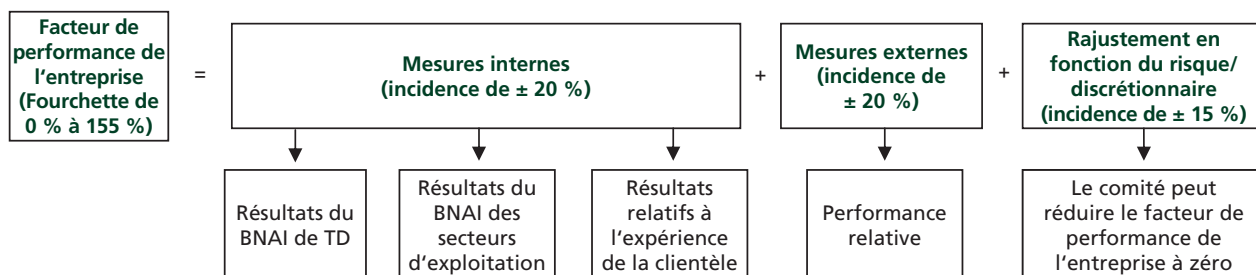 Facteur de
performance de
l'entreprise
(Fourchette de
0 % à 155 %)
=
Mesures internes
(incidence de ± 20 %)
+
Mesures externes
(incidence de
± 20 %)
+
Rajustement en
fonction du risque/
discrétionnaire
(incidence de ± 15 %)
Résultats du
BNAI de TD
Résultats du
BNAI des
secteurs
d'exploitation
Résultats
relatifs à
l'expérience
de la clientèle
Performance
relative
Le comité peut
réduire le facteur de
performance de
l'entreprise à zéro